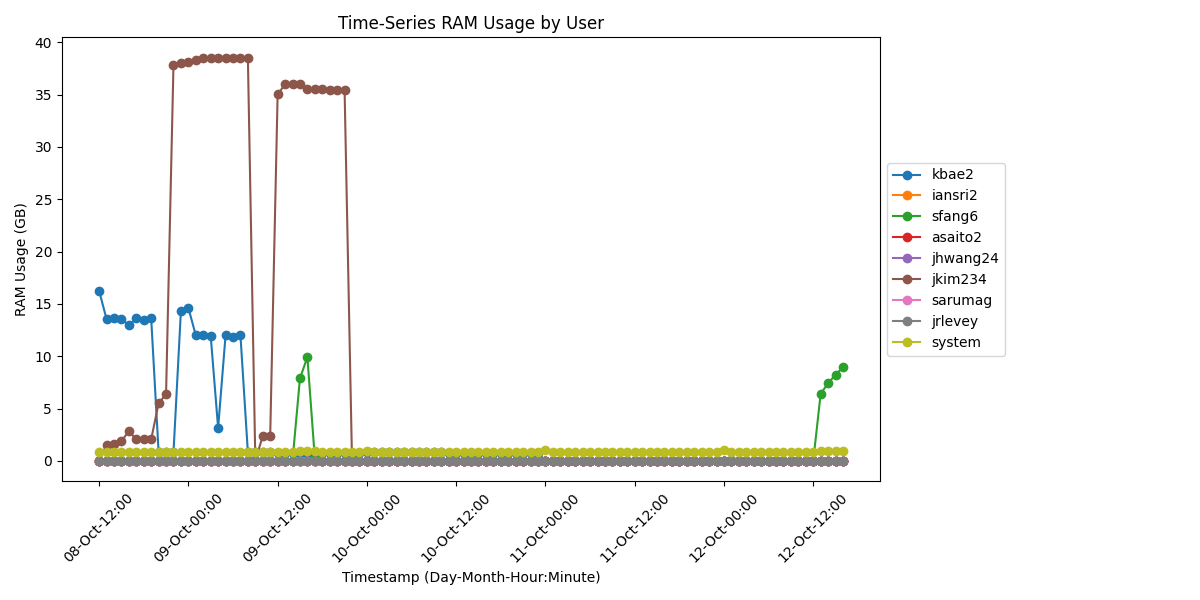 Time-Series RAM Usage by User
40
35
30
25
20
15
10
5
0
RAM Usage (GB)
08-Oct-12:00
09-Oct-00:00
09-Oct-12:00
10-Oct-00:00
10-Oct-12:00
11-Oct-00:00
11-Oct-12:00
12-Oct-00:00
12-Oct-12:00
Timestamp (Day-Month-Hour:Minute)
kbae2
iansri2
sfang6
asaito2
jhwang24
jkim234
sarumag
jrlevey
system